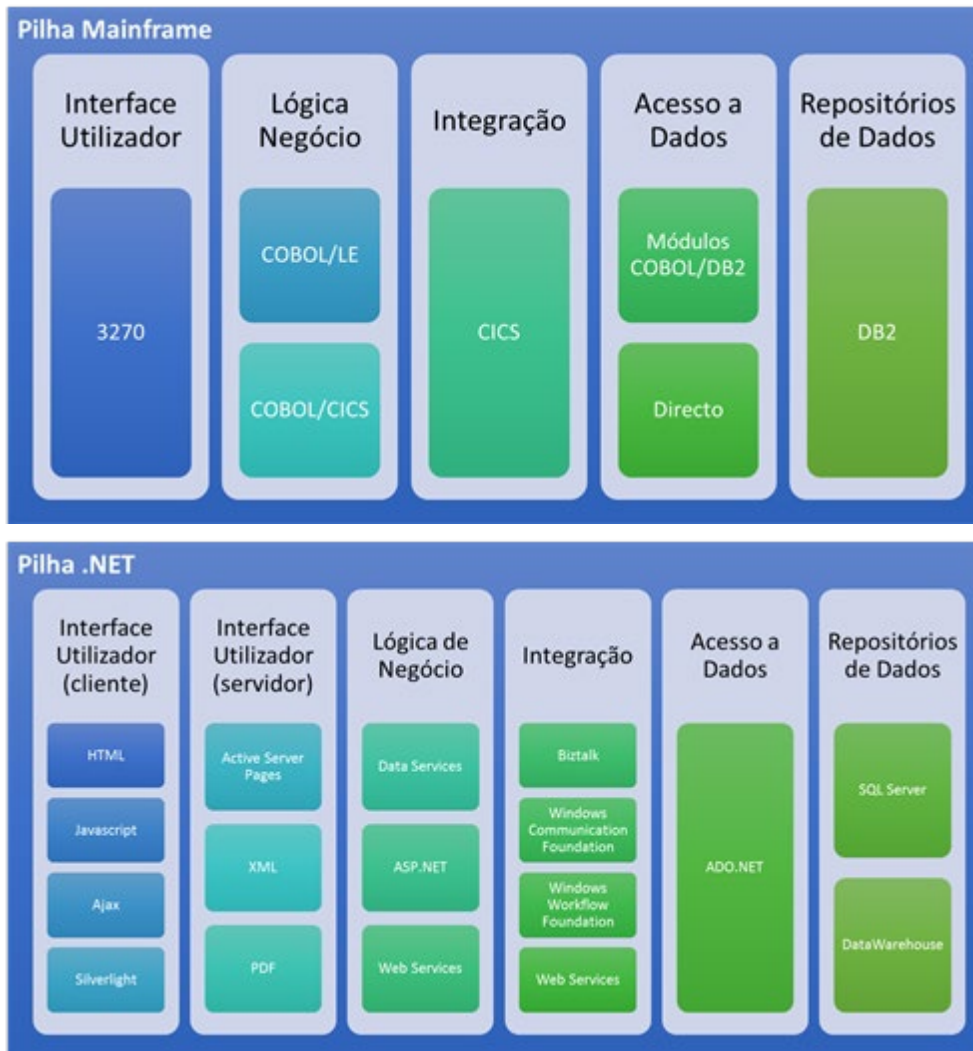 Pilha Mainframe
Interface
Utilizador
3270
Lógica
Negócio
COBOL/LE
COBOL/CICS
Integração
CICS
Acesso a
Dados
Módulos
COBOL/DB2
Directo
Repositórios
de Dados
DB2
Pilha .NET
Interface
Utilizador
(cliente)
HTML
Javascript
Ajax
Silverlight
Interface
Utilizador
(servidor)
Active Server
Pages
XML
PDF
Lógica de
Negócio
Data Services
ASP.NET
Web Services
Integração
Biztalk
Windows
Communication
Foundation
Windows
Workflow
Foundation
Web Services
Acesso a
Dados
ADO.NET
Repositórios
de Dados
SQL Server
DataWarehouse